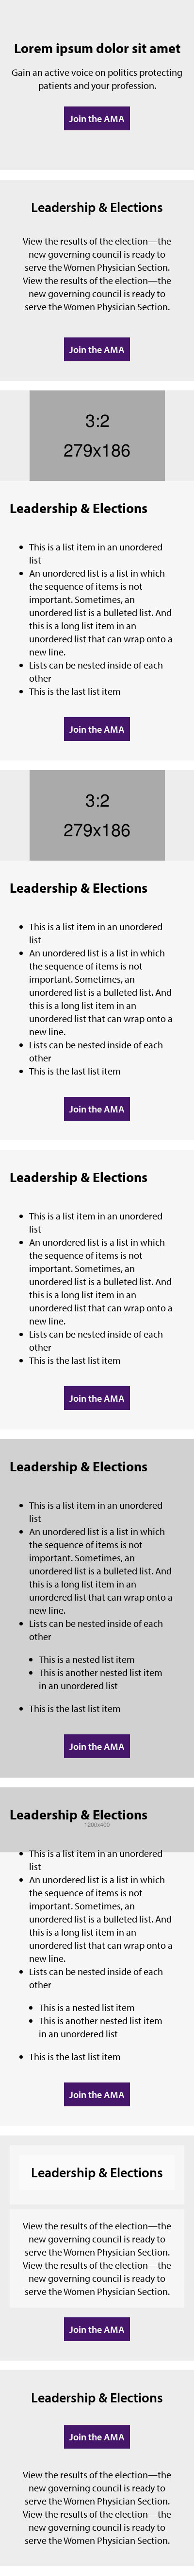 Lorem ipsum dolor sit amet
Gain an active voice on politics protecting
patients and your profession.
Join the AMA
Leadership & Elections
View the results of the election—the
new governing council is ready to
serve the Women Physician Section.
View the results of the election—the
new governing council is ready to
serve the Women Physician Section.
Join the AMA
3:2
279x186
Leadership & Elections
• This is a list item in an unordered
list
• An unordered list is a list in which
the sequence of items is not
important. Sometimes, an
unordered list is a bulleted list. And
this is a long list item in an
unordered list that can wrap onto a
new line.
• Lists can be nested inside of each
other
• This is the last list item
Join the AMA
3:2
279x186
Leadership & Elections
• This is a list item in an unordered
list
• An unordered list is a list in which
the sequence of items is not
important. Sometimes, an
unordered list is a bulleted list. And
this is a long list item in an
unordered list that can wrap onto a
new line.
• Lists can be nested inside of each
other
• This is the last list item
Join the AMA
Leadership & Elections
• This is a list item in an unordered
list
• An unordered list is a list in which
the sequence of items is not
important. Sometimes, an
unordered list is a bulleted list. And
this is a long list item in an
unordered list that can wrap onto a
new line.
• Lists can be nested inside of each
other
• This is the last list item
Join the AMA
Leadership & Elections
• This is a list item in an unordered
list
• An unordered list is a list in which
the sequence of items is not
important. Sometimes, an
unordered list is a bulleted list. And
this is a long list item in an
unordered list that can wrap onto a
new line.
• Lists can be nested inside of each
other
• This is a nested list item
• This is another nested list item
in an unordered list
• This is the last list item
Join the AMA
Leadership & Elections
1200x400
• This is a list item in an unordered
list
• An unordered list is a list in which
the sequence of items is not
important. Sometimes, an
unordered list is a bulleted list. And
this is a long list item in an
unordered list that can wrap onto a
new line.
• Lists can be nested inside of each
other
• This is a nested list item
• This is another nested list item
in an unordered list
• This is the last list item
Join the AMA
Leadership & Elections
View the results of the election—the
new governing council is ready to
serve the Women Physician Section.
View the results of the election—the
new governing council is ready to
serve the Women Physician Section.
Join the AMA
Leadership & Elections
Join the AMA
View the results of the election—the
new governing council is ready to
serve the Women Physician Section.
View the results of the election—the
new governing council is ready to
serve the Women Physician Section.